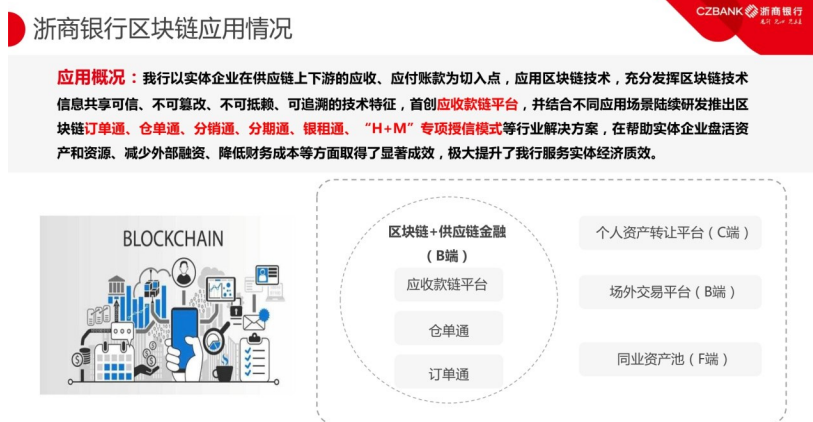 浙商银行区块链应用情况
CZBANK 浙商银行
应用概况：我行以实体企业在供应链上下游的应收、应付账款为切入点，应用区块链技术，充分发挥区块链技术
信息共享可信、不可篡改、不可抵赖、可追溯的技术特征，首创应收款链平台，并结合不同应用场景陆续研发推出区
块链订单通、仓单通、分销通、分期通、银租通、“H+M”专项授信模式等行业解决方案，在帮助实体企业盘活资
产和资源、减少外部融资、降低财务成本等方面取得了显著成效，极大提升了我行服务实体经济质效。
BLOCKCHAIN
区块链+供应链金融
（B端）
应收款链平台
仓单通
订单通
个人资产转让平台（C端）
场外交易平台（B端）
同业资产池（F端）